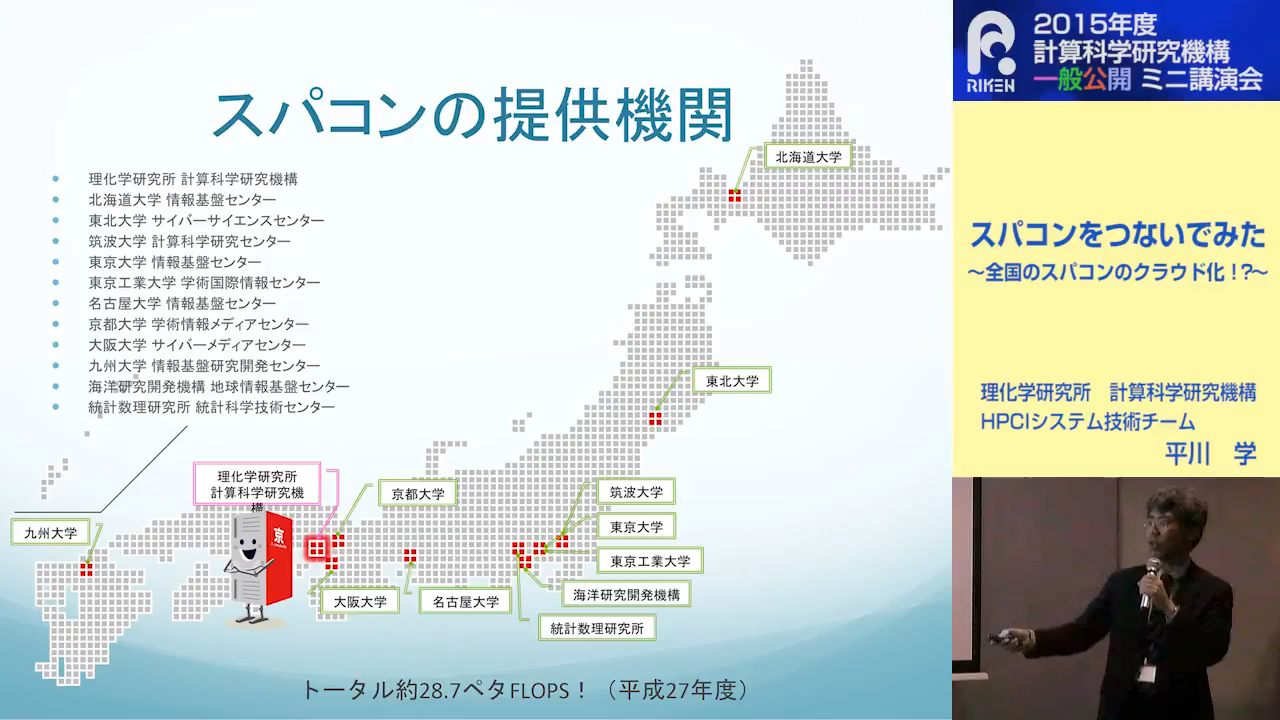 スパコンの提供機関
理化学研究所 計算科学研究機構
北海道大学 情報基盤センター
東北大学 サイバーサイエンスセンター
筑波大学 計算科学研究センター
東京大学 情報基盤センター
東京工業大学 学術国際情報センター
名古屋大学 情報基盤センター
京都大学 学術情報メディアセンター
大阪大学 サイバーメディアセンター
九州大学 情報基盤研究開発センター
海洋研究開発機構 地球情報基盤センター
統計数理研究所 統計科学技術センター
北海道大学
東北大学
理化学研究所
計算科学研究機
構
京都大学
筑波大学
東京大学
九州大学
京
東京工業大学
大阪大学
名古屋大学
海洋研究開発機構
統計数理研究所
トータル約28.7ペタFLOPS！（平成27年度）
RIKEN
2015年度
計算科学研究機構
一般公開 ミニ講演会
スパコンをつないでみた
～全国のスパコンのクラウド化！?～
理化学研究所　計算科学研究機構
HPCIシステム技術チーム
平川　学